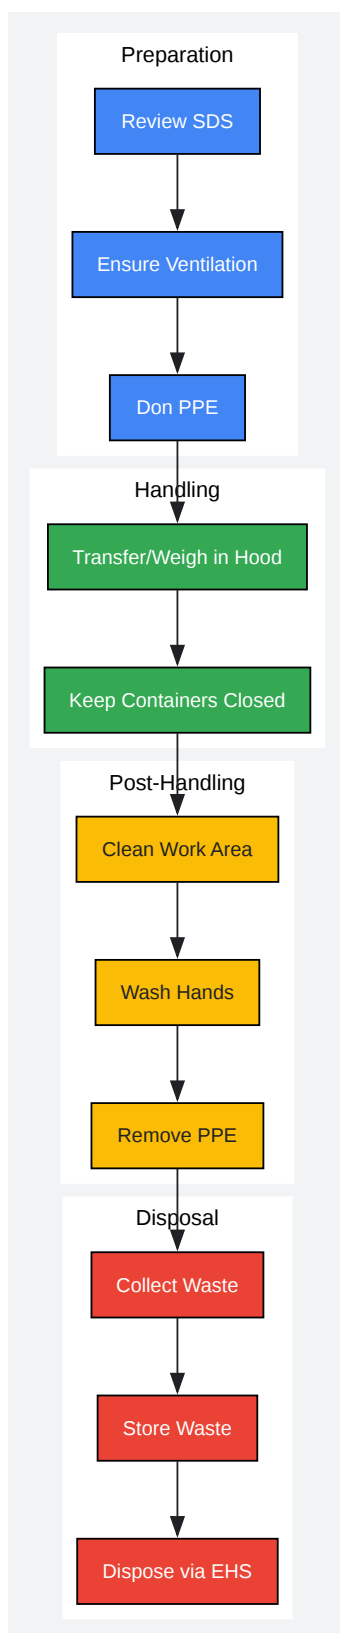 Preparation
Review SDS
Ensure Ventilation
Don PPE
Handling
Transfer/Weigh in Hood
Keep Containers Closed
Post-Handling
Clean Work Area
Wash Hands
Remove PPE
Disposal
Collect Waste
Store Waste
Dispose via EHS